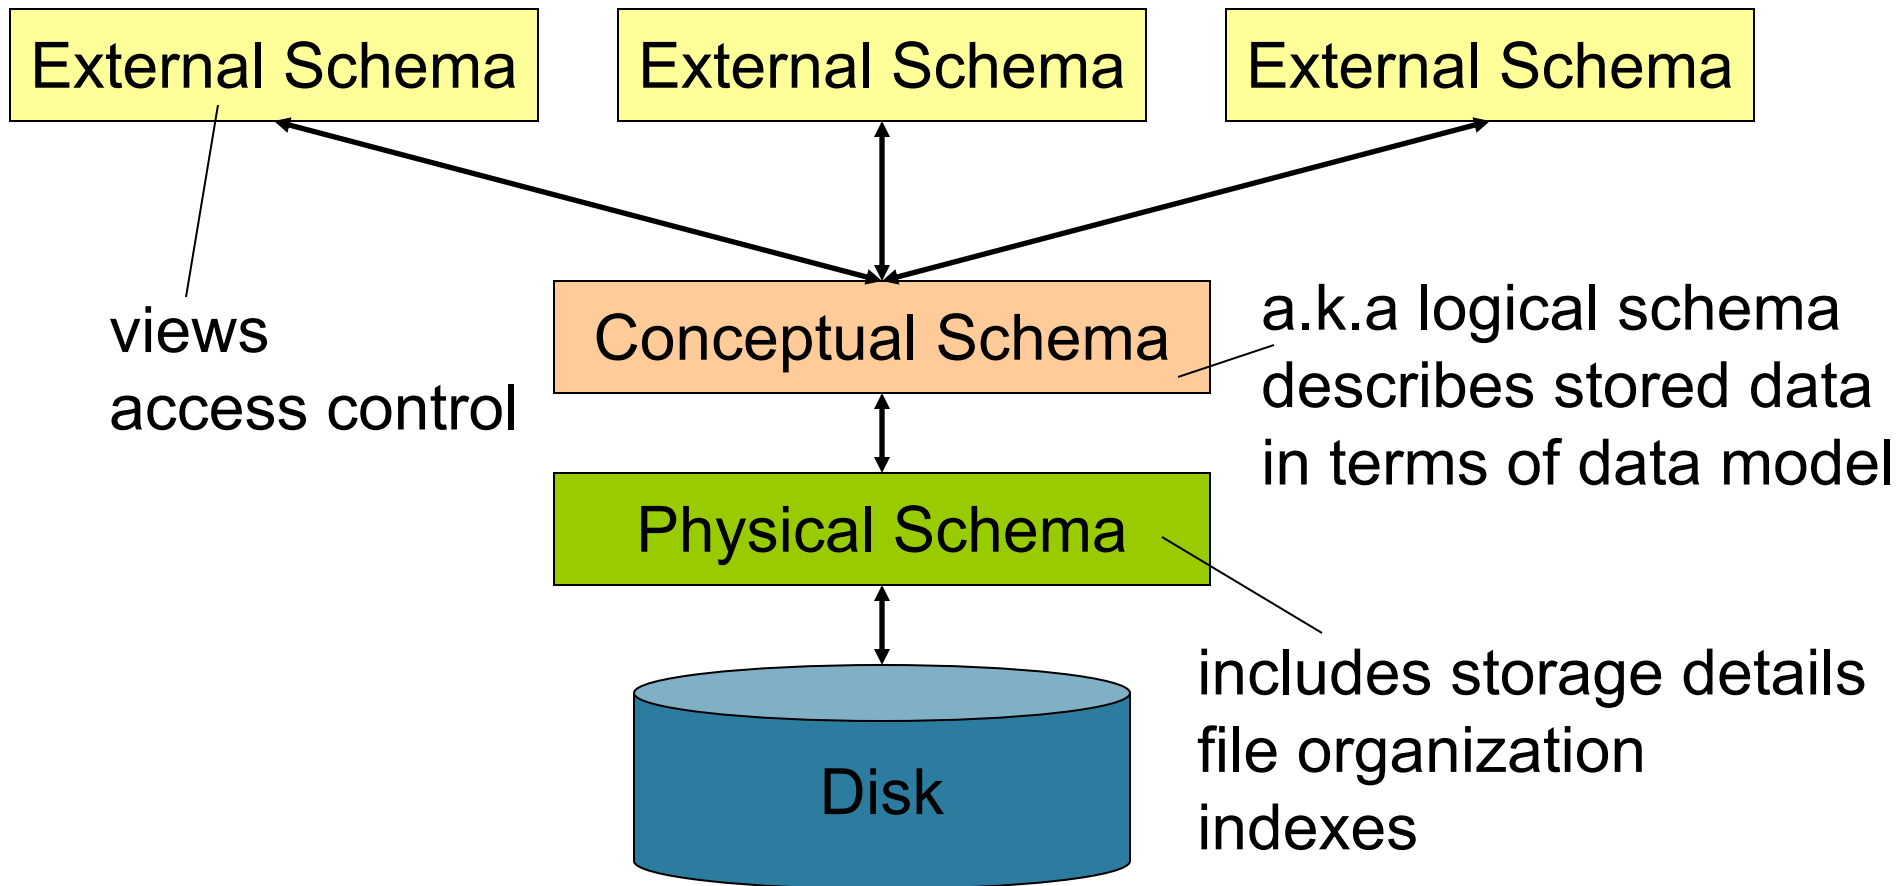 External Schema
External Schema
External Schema
views
access control
Conceptual Schema
a.k.a logical schema
describes stored data
in terms of data model
Physical Schema
includes storage details
file organization
indexes
Disk